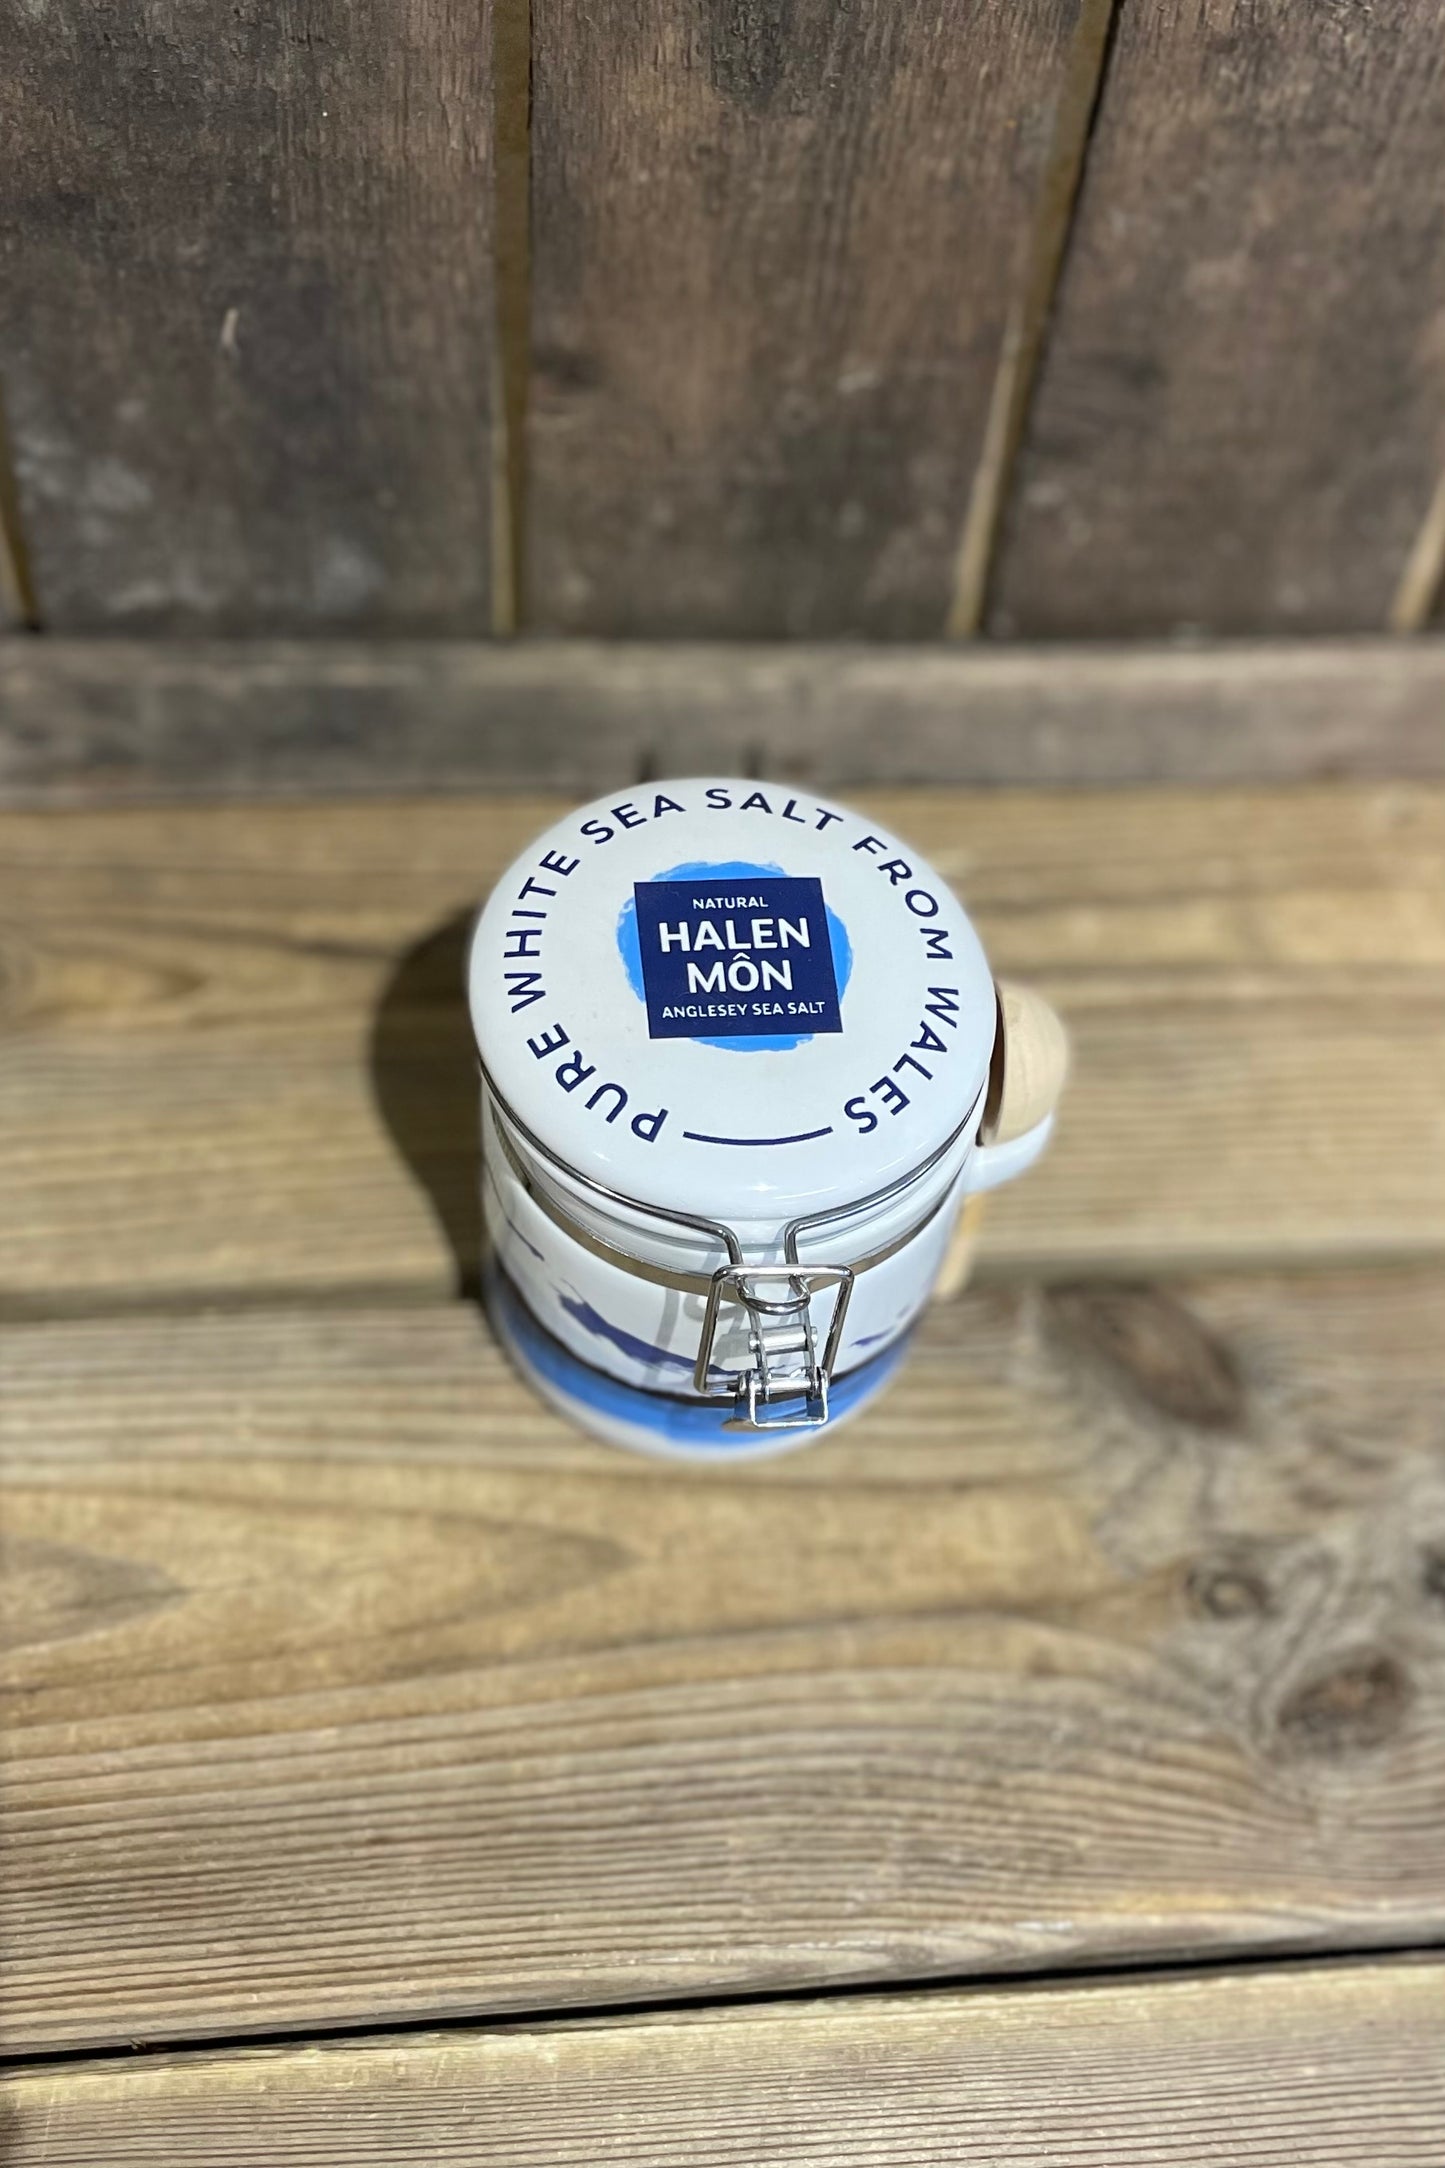 PURE WHITE SEA SALT FROM WALES
NATURAL
HALEN
MÔN
ANGLESEY SEA SALT